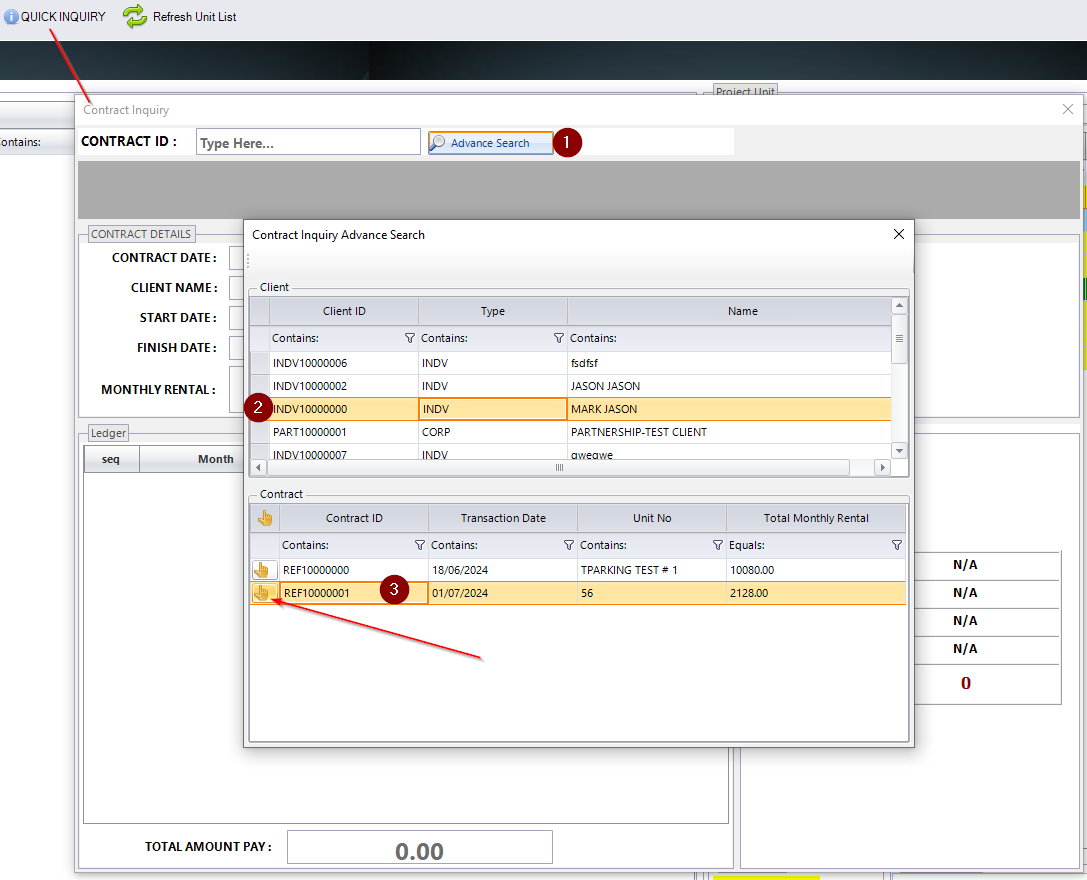 QUICK INQUIRY Refresh Unit List
Project Unit
Contract Inquiry
ontains:
CONTRACT ID : Type Here... Advance Search 1
CONTRACT DETAILS
CONTRACT DATE :
CLIENT NAME :
START DATE :
FINISH DATE :
MONTHLY RENTAL :
Ledger
seq Month
Contract Inquiry Advance Search
Client
Client ID Type Name
Contains: Contains: Contains:
INDV10000006 INDV fsdfsf
INDV10000002 INDV JASON JASON
2 INDV10000000 INDV MARK JASON
PART10000001 CORP PARTNERSHIP-TEST CLIENT
INDV10000007 INDV qweqwe
Contract
Contract ID Transaction Date Unit No Total Monthly Rental
Contains: Contains: Contains: Equals:
REF10000000 18/06/2024 TPARKING TEST # 1 10080.00
REF10000001 3 01/07/2024 56 2128.00
N/A
N/A
N/A
N/A
0
TOTAL AMOUNT PAY : 0.00